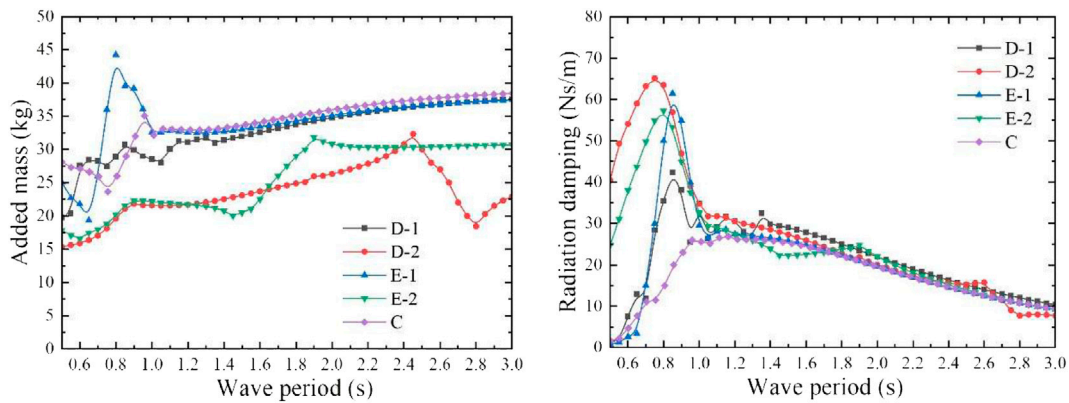 50
45
40
35
30
25
20
15
10
5
0
Added mass (kg)
D-1
D-2
E-1
E-2
C
0.6 0.8 1.0 1.2 1.4 1.6 1.8 2.0 2.2 2.4 2.6 2.8 3.0
Wave period (s)
80
70
60
50
40
30
20
10
0
Radiation damping (Ns/m)
D-1
D-2
E-1
E-2
C
0.6 0.8 1.0 1.2 1.4 1.6 1.8 2.0 2.2 2.4 2.6 2.8 3.0
Wave period (s)